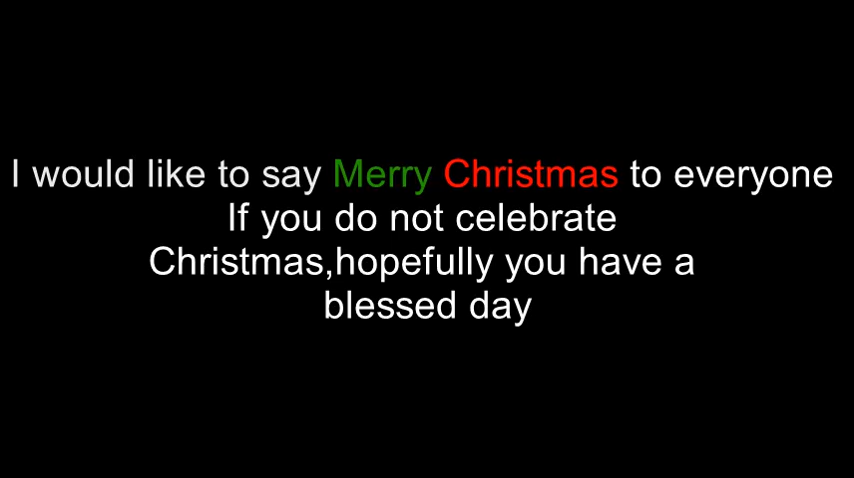 I would like to say Merry Christmas to everyone
If you do not celebrate
Christmas,hopefully you have a
blessed day